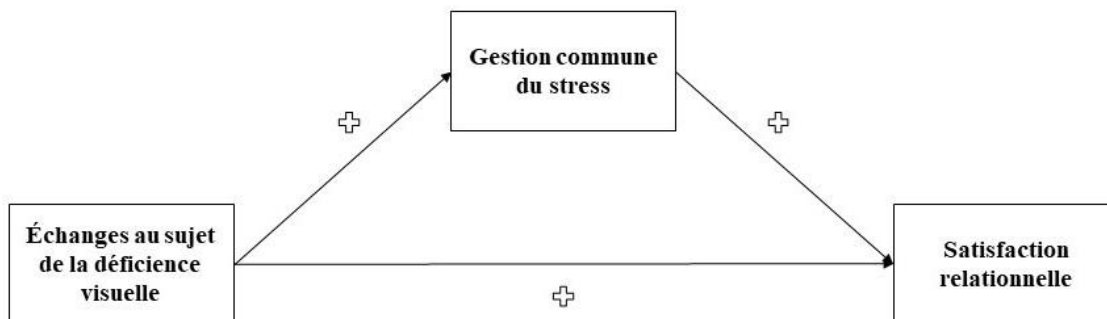 Gestion commune
du stress
Échanges au sujet
de la déficience
visuelle
Satisfaction
relationnelle